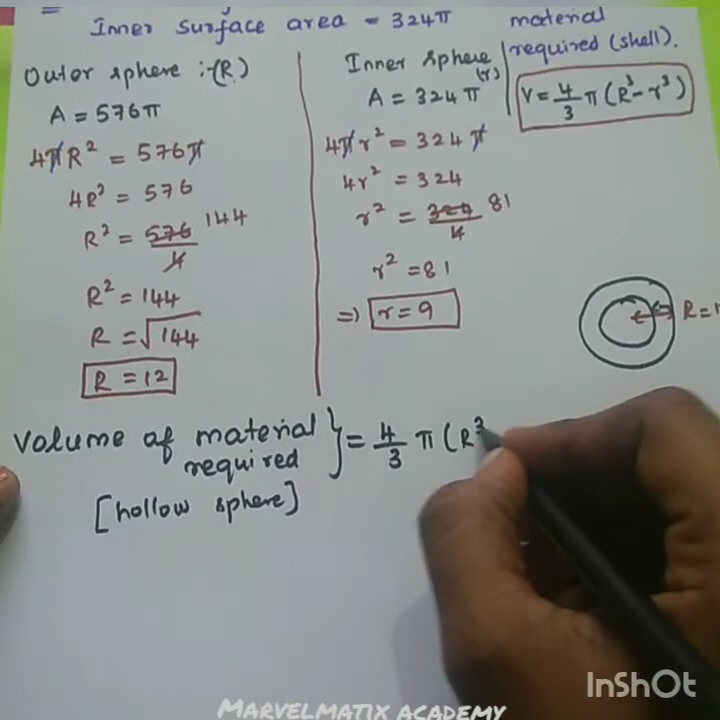 Inner surface area = 324π
material
required (shell).
V = 4/3 π (R³ - r³)
Outer sphere :- (R)
A = 576π
4πR² = 576π
4R² = 576
R² = 576/4 144
R² = 144
R = √144
R = 12
Inner sphere (r)
A = 324π
4πr² = 324π
4r² = 324
r² = 324/4 81
r² = 81
=) r = 9
R = 1
Volume of material required } = 4/3 π (R³
[hollow sphere]
InShOt
MARVELMATIX ACADEMY